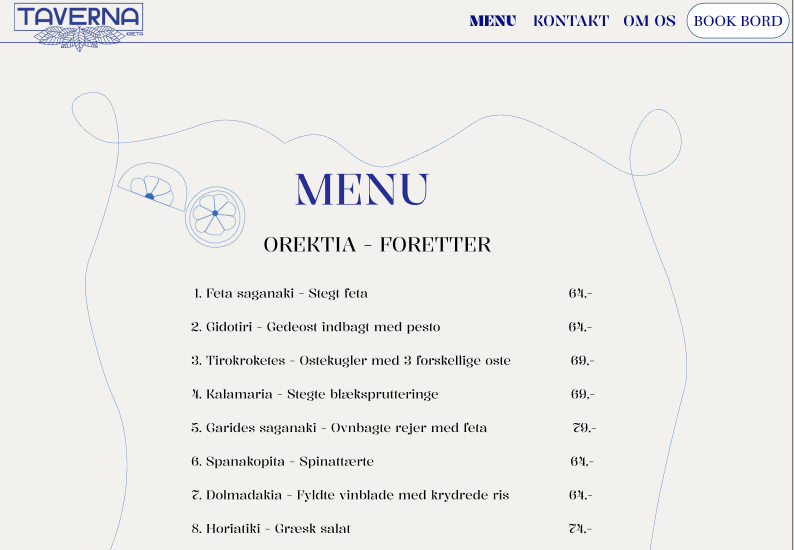 TAVERNA
KRETA
MENU KONTAKT OM OS BOOK BORD
MENU
OREKTIA - FORETTER
1. Feta saganaki - Stegt feta 64,-
2. Gidotiri - Gedeost indbagt med pesto 64,-
3. Tirokroketes - Ostekugler med 3 forskellige oste 69,-
4. Kalamaria - Stegte blæksprutteringe 69,-
5. Garides saganaki - Ovnbagte rejer med feta 79,-
6. Spanakopita - Spinattærte 64,-
7. Dolmadakia - Fyldte vinblade med krydrede ris 64,-
8. Horiatiki - Græsk salat 74,-